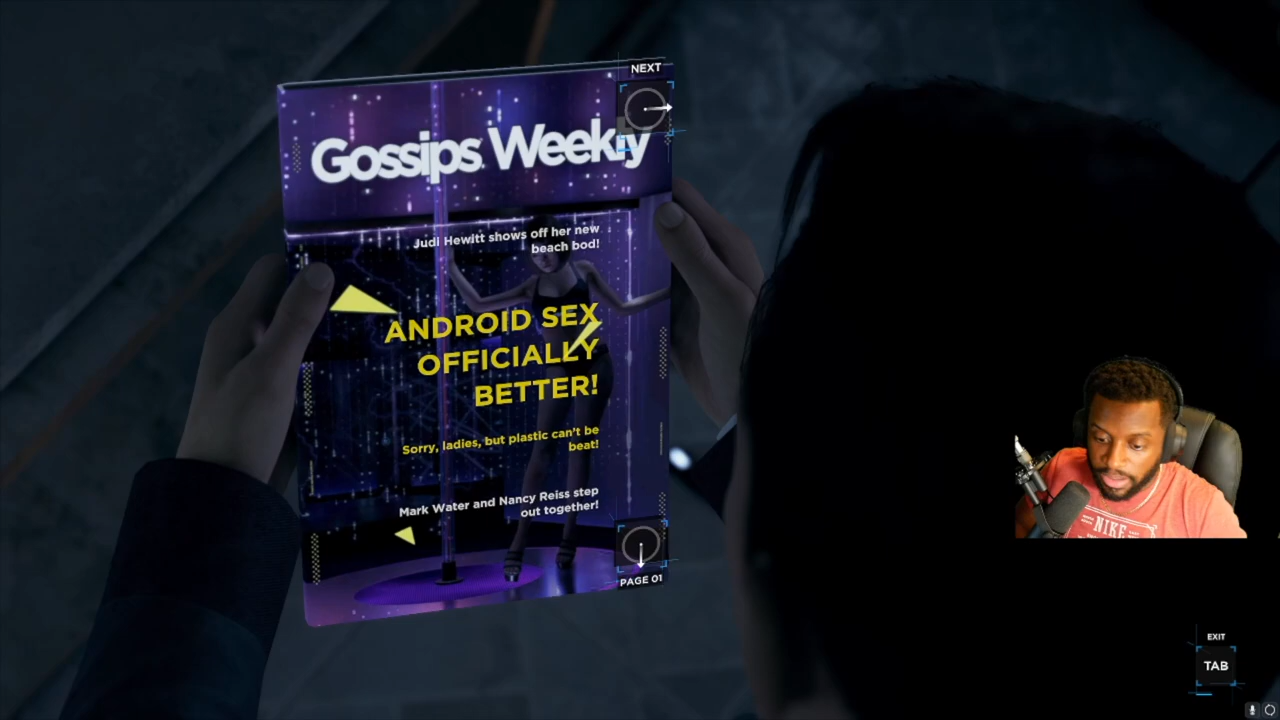 NEXT
Gossips Weekly
Judi Hewitt shows off her new
beach bod!
ANDROID SEX
OFFICIALLY
BETTER!
Sorry, ladies, but plastic can't be
beat!
Mark Water and Nancy Reiss step
out together!
PAGE 01
NIKE
EXIT
TAB